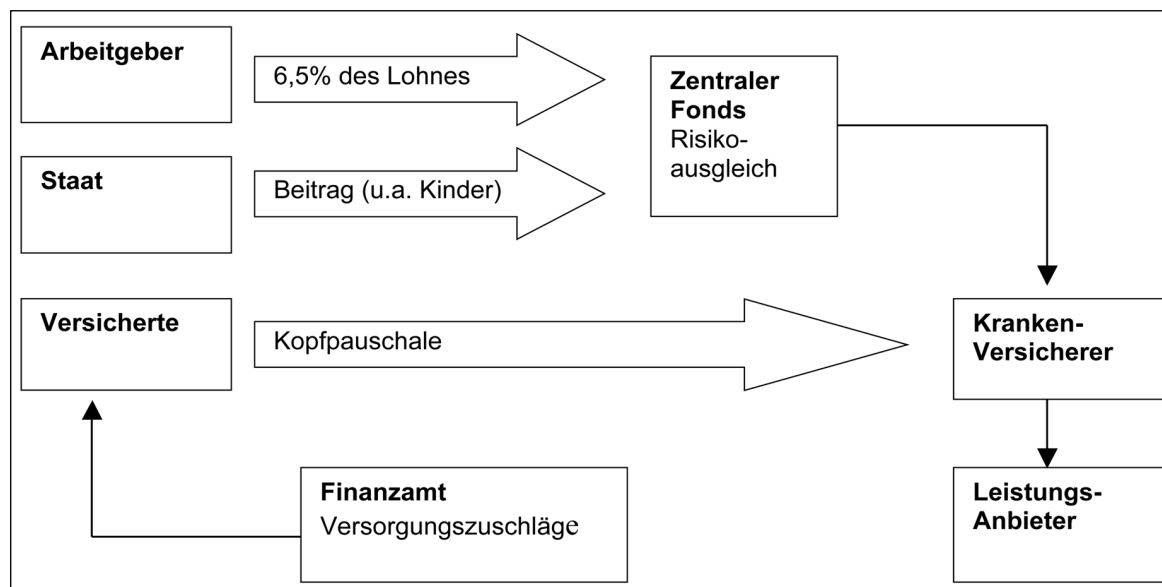 Arbeitgeber
6,5% des Lohnes
Zentraler
Fonds
Risiko-
ausgleich
Staat
Beitrag (u.a. Kinder)
Versicherte
Kopfpauschale
Kranken-
Versicherer
Finanzamt
Versorgungszuschläge
Leistungs-
Anbieter